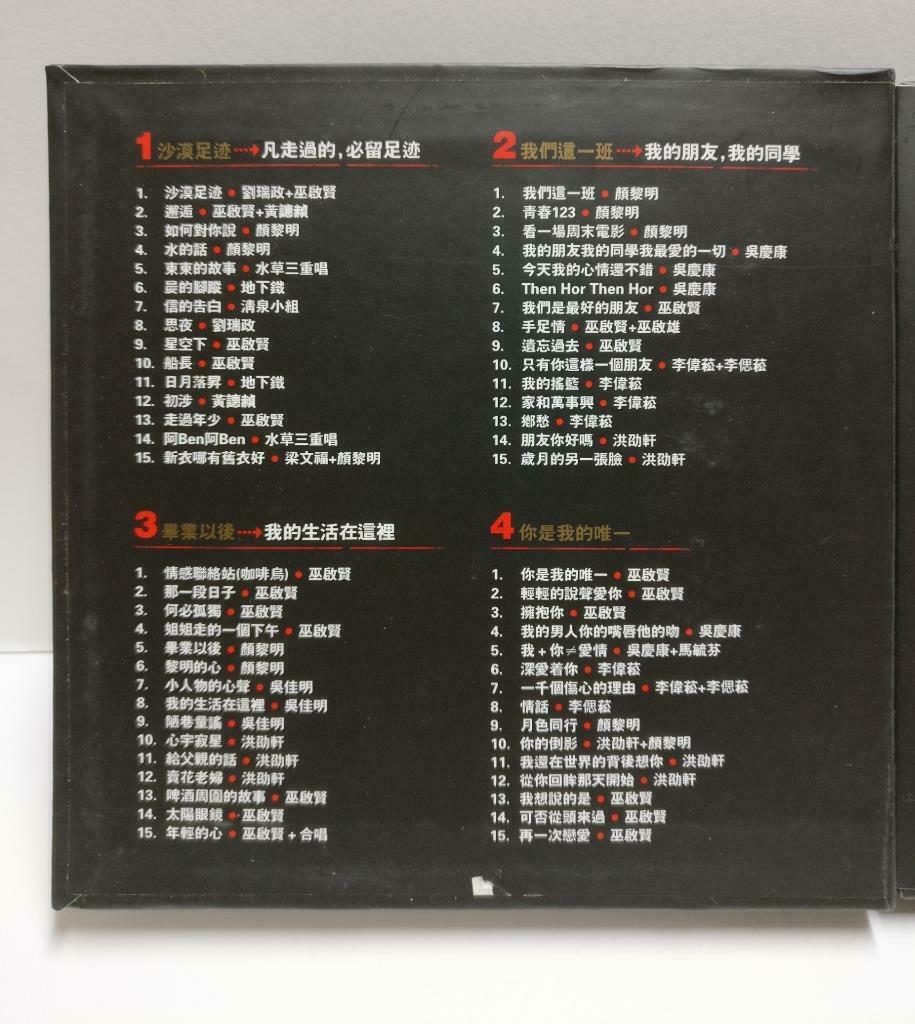 1 沙漠足迹 ⇢ 凡走過的，必留足迹
1. 沙漠足迹 • 劉瑞政+巫啟賢
2. 邂逅 • 巫啟賢+黃譓赬
3. 如何對你說 • 顏黎明
4. 水的話 • 顏黎明
5. 東東的故事 • 水草三重唱
6. 晨的腳蹤 • 地下鐵
7. 信的告白 • 清泉小組
8. 思夜 • 劉瑞政
9. 星空下 • 巫啟賢
10. 船長 • 巫啟賢
11. 日月落昇 • 地下鐵
12. 初涉 • 黃譓赬
13. 走過年少 • 巫啟賢
14. 阿Ben阿Ben • 水草三重唱
15. 新衣哪有舊衣好 • 梁文福+顏黎明
2 我們這一班 ⇢ 我的朋友，我的同學
1. 我們這一班 • 顏黎明
2. 青春123 • 顏黎明
3. 看一場周末電影 • 顏黎明
4. 我的朋友我的同學我最愛的一切 • 吳慶康
5. 今天我的心情還不錯 • 吳慶康
6. Then Hor Then Hor • 吳慶康
7. 我們是最好的朋友 • 巫啟賢
8. 手足情 • 巫啟賢+巫啟雄
9. 遺忘過去 • 巫啟賢
10. 只有你這樣一個朋友 • 李偉菘+李偲菘
11. 我的搖籃 • 李偉菘
12. 家和萬事興 • 李偉菘
13. 鄉愁 • 李偉菘
14. 朋友你好嗎 • 洪劭軒
15. 歲月的另一張臉 • 洪劭軒
3 畢業以後 ⇢ 我的生活在這裡
1. 情感聯絡站(咖啡烏) • 巫啟賢
2. 那一段日子 • 巫啟賢
3. 何必孤獨 • 巫啟賢
4. 姐姐走的一個下午 • 巫啟賢
5. 畢業以後 • 顏黎明
6. 黎明的心 • 顏黎明
7. 小人物的心聲 • 吳佳明
8. 我的生活在這裡 • 吳佳明
9. 陋巷童謠 • 吳佳明
10. 心宇寂星 • 洪劭軒
11. 給父親的話 • 洪劭軒
12. 賣花老婦 • 洪劭軒
13. 啤酒周圍的故事 • 巫啟賢
14. 太陽眼鏡 • 巫啟賢
15. 年輕的心 • 巫啟賢+合唱
4 你是我的唯一
1. 你是我的唯一 • 巫啟賢
2. 輕輕的說聲愛你 • 巫啟賢
3. 擁抱你 • 巫啟賢
4. 我的男人你的嘴唇他的吻 • 吳慶康
5. 我+你≠愛情 • 吳慶康+馬毓芬
6. 深愛着你 • 李偉菘
7. 一千個傷心的理由 • 李偉菘+李偲菘
8. 情話 • 李偲菘
9. 月色同行 • 顏黎明
10. 你的倒影 • 洪劭軒+顏黎明
11. 我還在世界的背後想你 • 洪劭軒
12. 從你回眸那天開始 • 洪劭軒
13. 我想說的是 • 巫啟賢
14. 可否從頭來過 • 巫啟賢
15. 再一次戀愛 • 巫啟賢